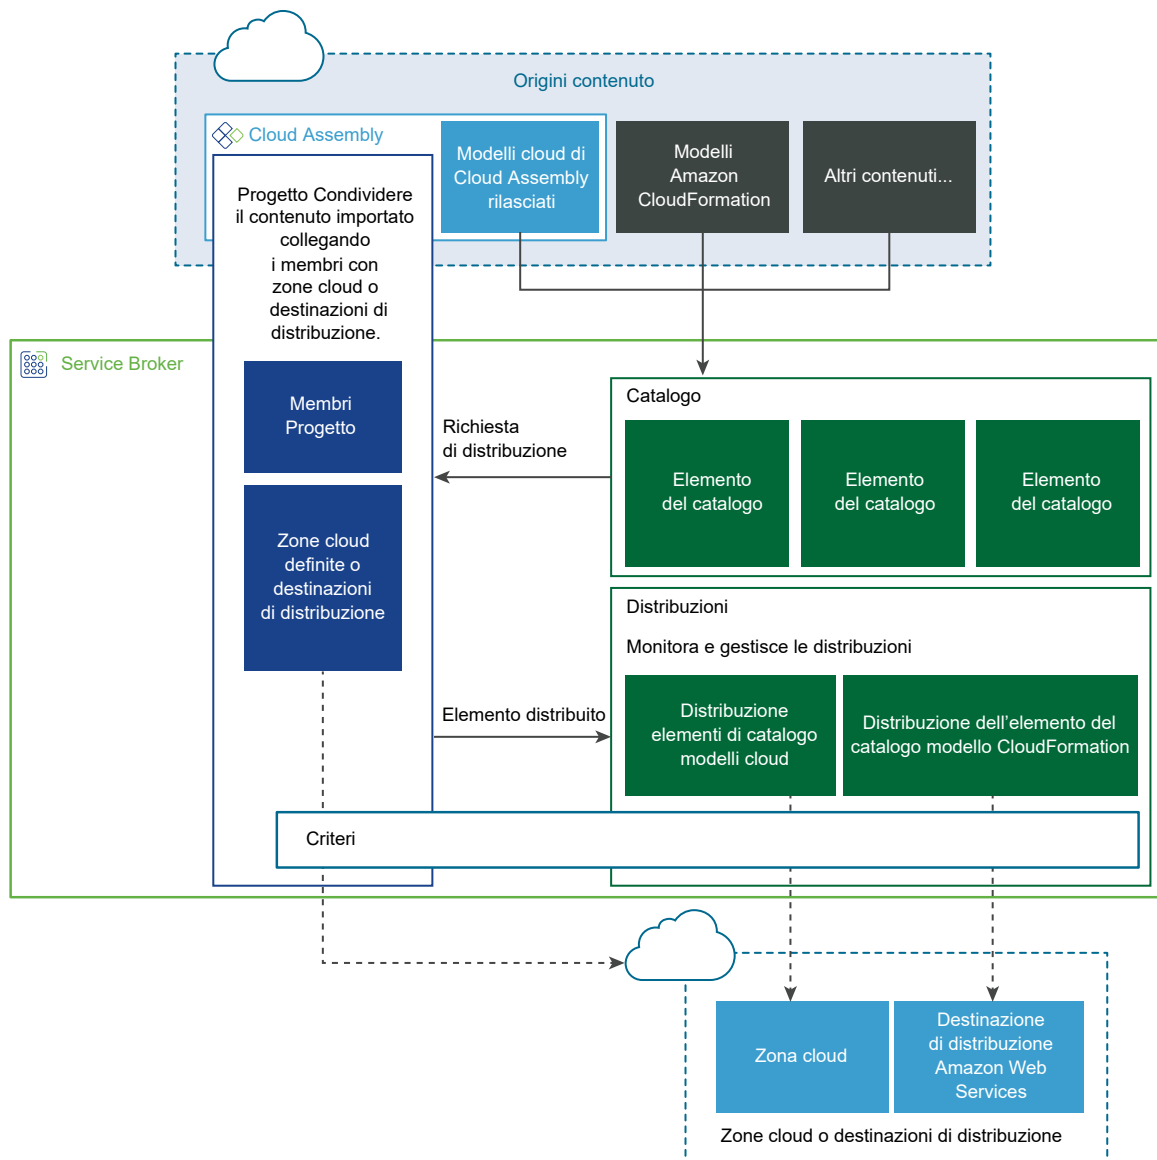 Origini contenuto
Cloud Assembly
Modelli cloud di
Cloud Assembly
rilasciati
Modelli
Amazon
CloudFormation
Altri contenuti...
Progetto Condividere
il contenuto importato
collegando
i membri con
zone cloud o
destinazioni di
distribuzione.
Service Broker
Membri
Progetto
Zone cloud
definite o
destinazioni
di distribuzione
Richiesta
di distribuzione
Catalogo
Elemento
del catalogo
Elemento
del catalogo
Elemento
del catalogo
Distribuzioni
Monitora e gestisce le distribuzioni
Elemento distribuito
Distribuzione
elementi di catalogo
modelli cloud
Distribuzione dell’elemento del
catalogo modello CloudFormation
Criteri
Zona cloud
Destinazione
di distribuzione
Amazon Web
Services
Zone cloud o destinazioni di distribuzione